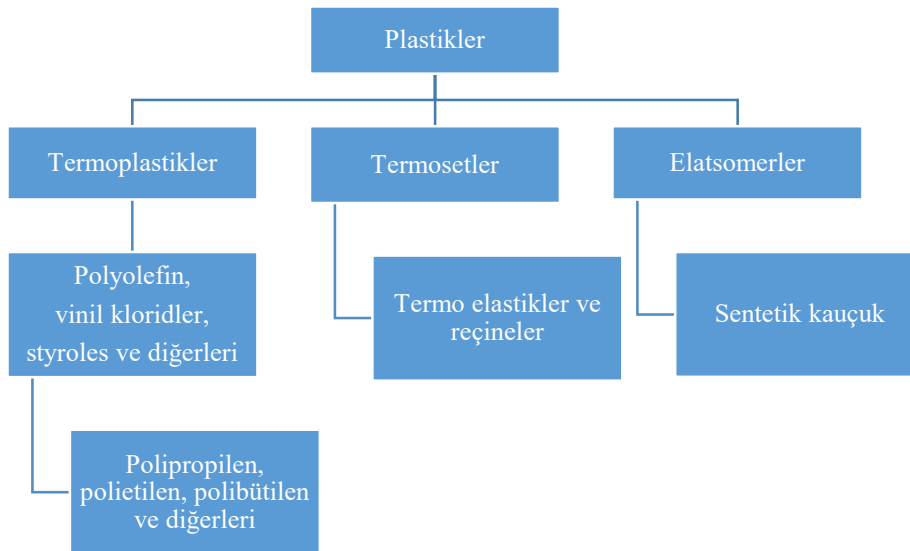 Plastikler
Termoplastikler
Termosetler
Elatsomerler
Polyolefin,
vinil kloridler,
styroles ve diğerleri
Termo elastikler ve
reçineler
Sentetik kauçuk
Polipropilen,
polietilen, polibütilen
ve diğerleri